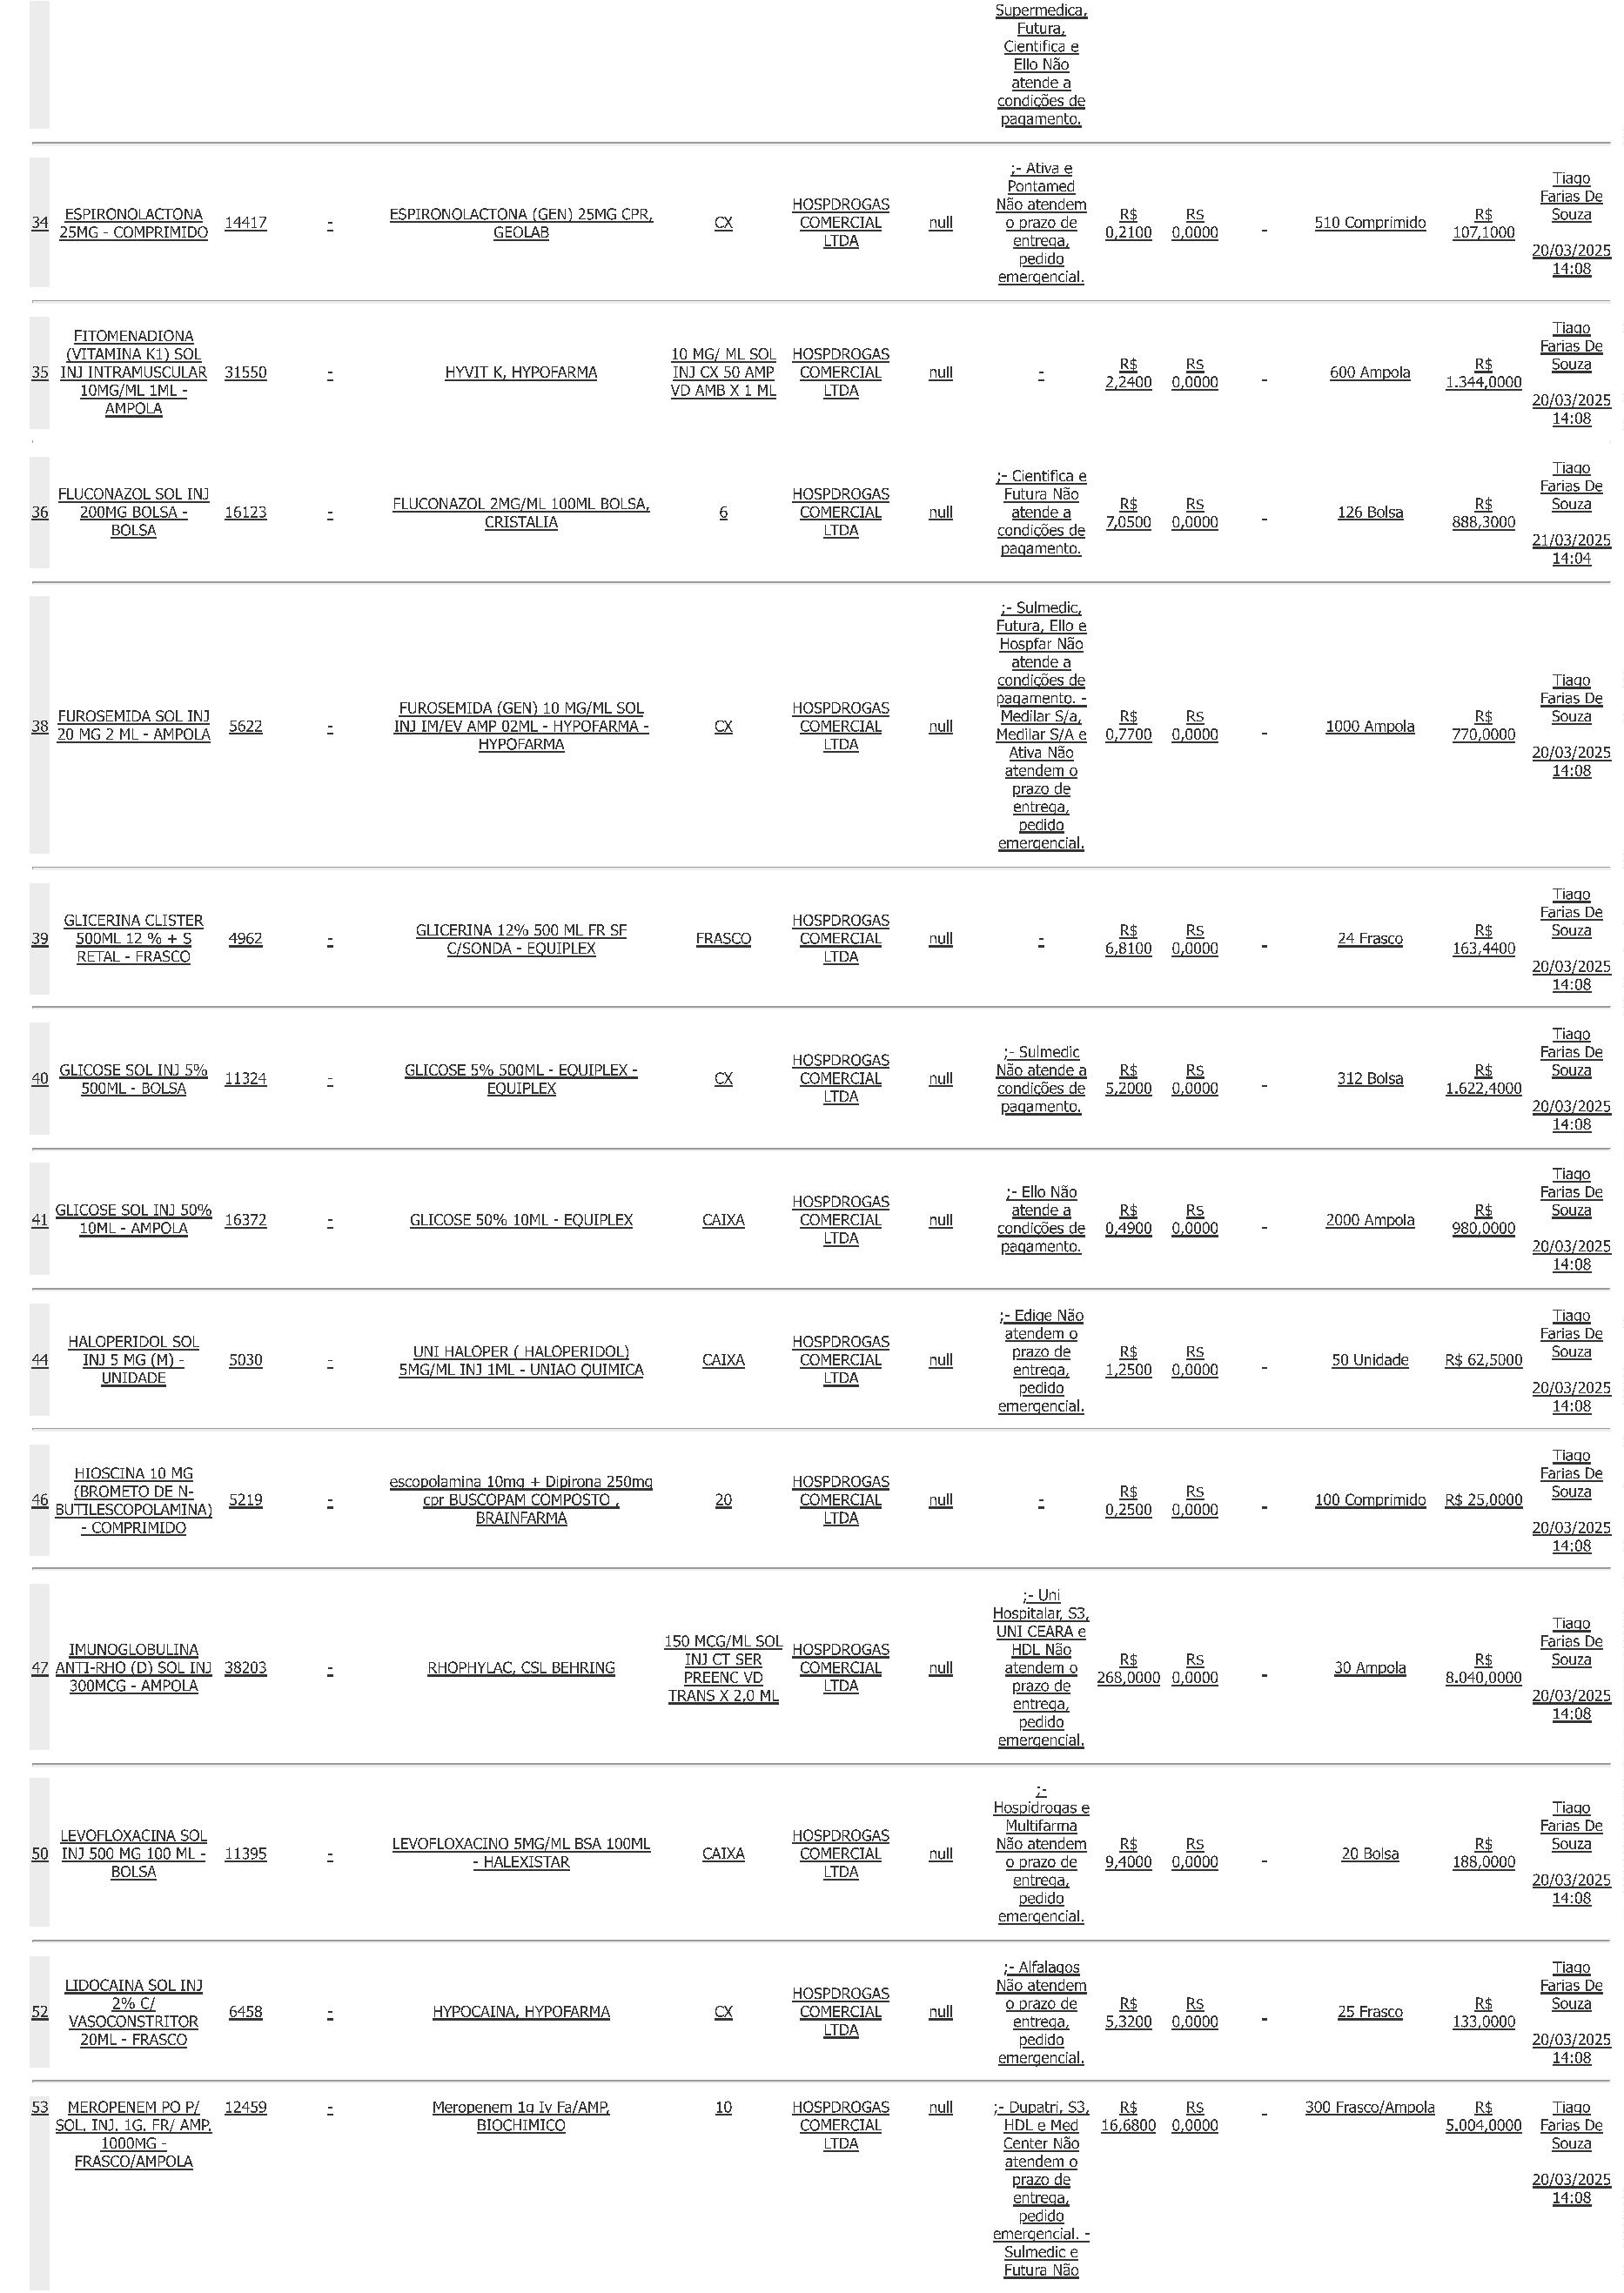 Supermedica,
Futura,
Cientifica e
Ello Não
atende a
condições de
pagamento.
34
ESPIRONOLACTONA
25MG - COMPRIMIDO
14417
-
ESPIRONOLACTONA (GEN) 25MG CPR,
GEOLAB
CX
HOSPDROGAS
COMERCIAL
LTDA
null
;- Ativa e
Pontamed
Não atendem
o prazo de
entrega,
pedido
emergencial.
R$
0,2100
R$
0,0000
-
510 Comprimido
R$
107,1000
Tiago
Farias De
Souza
20/03/2025
14:08
35
FITOMENADIONA
(VITAMINA K1) SOL
INJ INTRAMUSCULAR
10MG/ML 1ML -
AMPOLA
31550
-
HYVIT K, HYPOFARMA
10 MG/ ML SOL
INJ CX 50 AMP
VD AMB X 1 ML
HOSPDROGAS
COMERCIAL
LTDA
null
-
R$
2,2400
R$
0,0000
-
600 Ampola
R$
1.344,0000
Tiago
Farias De
Souza
20/03/2025
14:08
36
FLUCONAZOL SOL INJ
200MG BOLSA -
BOLSA
16123
-
FLUCONAZOL 2MG/ML 100ML BOLSA,
CRISTALIA
6
HOSPDROGAS
COMERCIAL
LTDA
null
;- Cientifica e
Futura Não
atende a
condições de
pagamento.
R$
7,0500
R$
0,0000
-
126 Bolsa
R$
888,3000
Tiago
Farias De
Souza
21/03/2025
14:04
38
FUROSEMIDA SOL INJ
20 MG 2 ML - AMPOLA
5622
-
FUROSEMIDA (GEN) 10 MG/ML SOL
INJ IM/EV AMP 02ML - HYPOFARMA -
HYPOFARMA
CX
HOSPDROGAS
COMERCIAL
LTDA
null
;- Sulmedic,
Futura, Ello e
Hospfar Não
atende a
condições de
pagamento. -
Medilar S/a,
Medilar S/A e
Ativa Não
atendem o
prazo de
entrega,
pedido
emergencial.
R$
0,7700
R$
0,0000
-
1000 Ampola
R$
770,0000
Tiago
Farias De
Souza
20/03/2025
14:08
39
GLICERINA CLISTER
500ML 12 % + S
RETAL - FRASCO
4962
-
GLICERINA 12% 500 ML FR SF
C/SONDA - EQUIPLEX
FRASCO
HOSPDROGAS
COMERCIAL
LTDA
null
-
R$
6,8100
R$
0,0000
-
24 Frasco
R$
163,4400
Tiago
Farias De
Souza
20/03/2025
14:08
40
GLICOSE SOL INJ 5%
500ML - BOLSA
11324
-
GLICOSE 5% 500ML - EQUIPLEX -
EQUIPLEX
CX
HOSPDROGAS
COMERCIAL
LTDA
null
;- Sulmedic
Não atende a
condições de
pagamento.
R$
5,2000
R$
0,0000
-
312 Bolsa
R$
1.622,4000
Tiago
Farias De
Souza
20/03/2025
14:08
41
GLICOSE SOL INJ 50%
10ML - AMPOLA
16372
-
GLICOSE 50% 10ML - EQUIPLEX
CAIXA
HOSPDROGAS
COMERCIAL
LTDA
null
;- Ello Não
atende a
condições de
pagamento.
R$
0,4900
R$
0,0000
-
2000 Ampola
R$
980,0000
Tiago
Farias De
Souza
20/03/2025
14:08
44
HALOPERIDOL SOL
INJ 5 MG (M) -
UNIDADE
5030
-
UNI HALOPER ( HALOPERIDOL)
5MG/ML INJ 1ML - UNIAO QUIMICA
CAIXA
HOSPDROGAS
COMERCIAL
LTDA
null
;- Edige Não
atendem o
prazo de
entrega,
pedido
emergencial.
R$
1,2500
R$
0,0000
-
50 Unidade
R$ 62,5000
Tiago
Farias De
Souza
20/03/2025
14:08
46
HIOSCINA 10 MG
(BROMETO DE N-
BUTILESCOPOLAMINA)
- COMPRIMIDO
5219
-
escopolamina 10mg + Dipirona 250mg
cpr BUSCOPAM COMPOSTO ,
BRAINFARMA
20
HOSPDROGAS
COMERCIAL
LTDA
null
-
R$
0,2500
R$
0,0000
-
100 Comprimido
R$ 25,0000
Tiago
Farias De
Souza
20/03/2025
14:08
47
IMUNOGLOBULINA
ANTI-RHO (D) SOL INJ
300MCG - AMPOLA
38203
-
RHOPHYLAC, CSL BEHRING
150 MCG/ML SOL
INJ CT SER
PREENC VD
TRANS X 2,0 ML
HOSPDROGAS
COMERCIAL
LTDA
null
;- Uni
Hospitalar, S3,
UNI CEARA e
HDL Não
atendem o
prazo de
entrega,
pedido
emergencial.
R$
268,0000
R$
0,0000
-
30 Ampola
R$
8.040,0000
Tiago
Farias De
Souza
20/03/2025
14:08
50
LEVOFLOXACINA SOL
INJ 500 MG 100 ML -
BOLSA
11395
-
LEVOFLOXACINO 5MG/ML BSA 100ML
- HALEXISTAR
CAIXA
HOSPDROGAS
COMERCIAL
LTDA
null
;-
Hospidrogas e
Multifarma
Não atendem
o prazo de
entrega,
pedido
emergencial.
R$
9,4000
R$
0,0000
-
20 Bolsa
R$
188,0000
Tiago
Farias De
Souza
20/03/2025
14:08
52
LIDOCAINA SOL INJ
2% C/
VASOCONSTRITOR
20ML - FRASCO
6458
-
HYPOCAINA, HYPOFARMA
CX
HOSPDROGAS
COMERCIAL
LTDA
null
;- Alfalagos
Não atendem
o prazo de
entrega,
pedido
emergencial.
R$
5,3200
R$
0,0000
-
25 Frasco
R$
133,0000
Tiago
Farias De
Souza
20/03/2025
14:08
53
MEROPENEM PO P/
SOL. INJ. 1G. FR/ AMP.
1000MG -
FRASCO/AMPOLA
12459
-
Meropenem 1g Iv Fa/AMP,
BIOCHIMICO
10
HOSPDROGAS
COMERCIAL
LTDA
null
;- Dupatri, S3,
HDL e Med
Center Não
atendem o
prazo de
entrega,
pedido
emergencial. -
Sulmedic e
Futura Não
R$
16,6800
R$
0,0000
-
300 Frasco/Ampola
R$
5.004,0000
Tiago
Farias De
Souza
20/03/2025
14:08